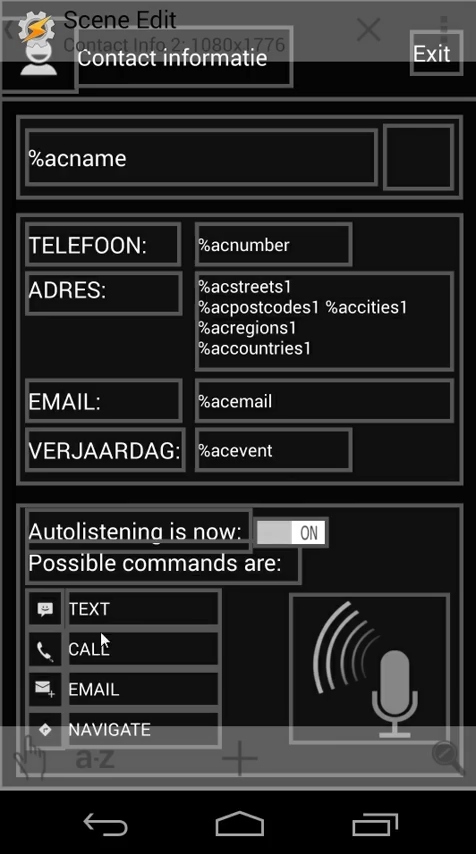 Scene Edit
Contact Info 2: 1080x1776
Contact informatie
Exit
%acname
TELEFOON:
%acnumber
ADRES:
%acstreets1
%acpostcodes1 %accities1
%acregions1
%accountries1
EMAIL:
%acemail
VERJAARDAG:
%acevent
Autolistening is now:
ON
Possible commands are:
TEXT
CALL
EMAIL
NAVIGATE
a-z